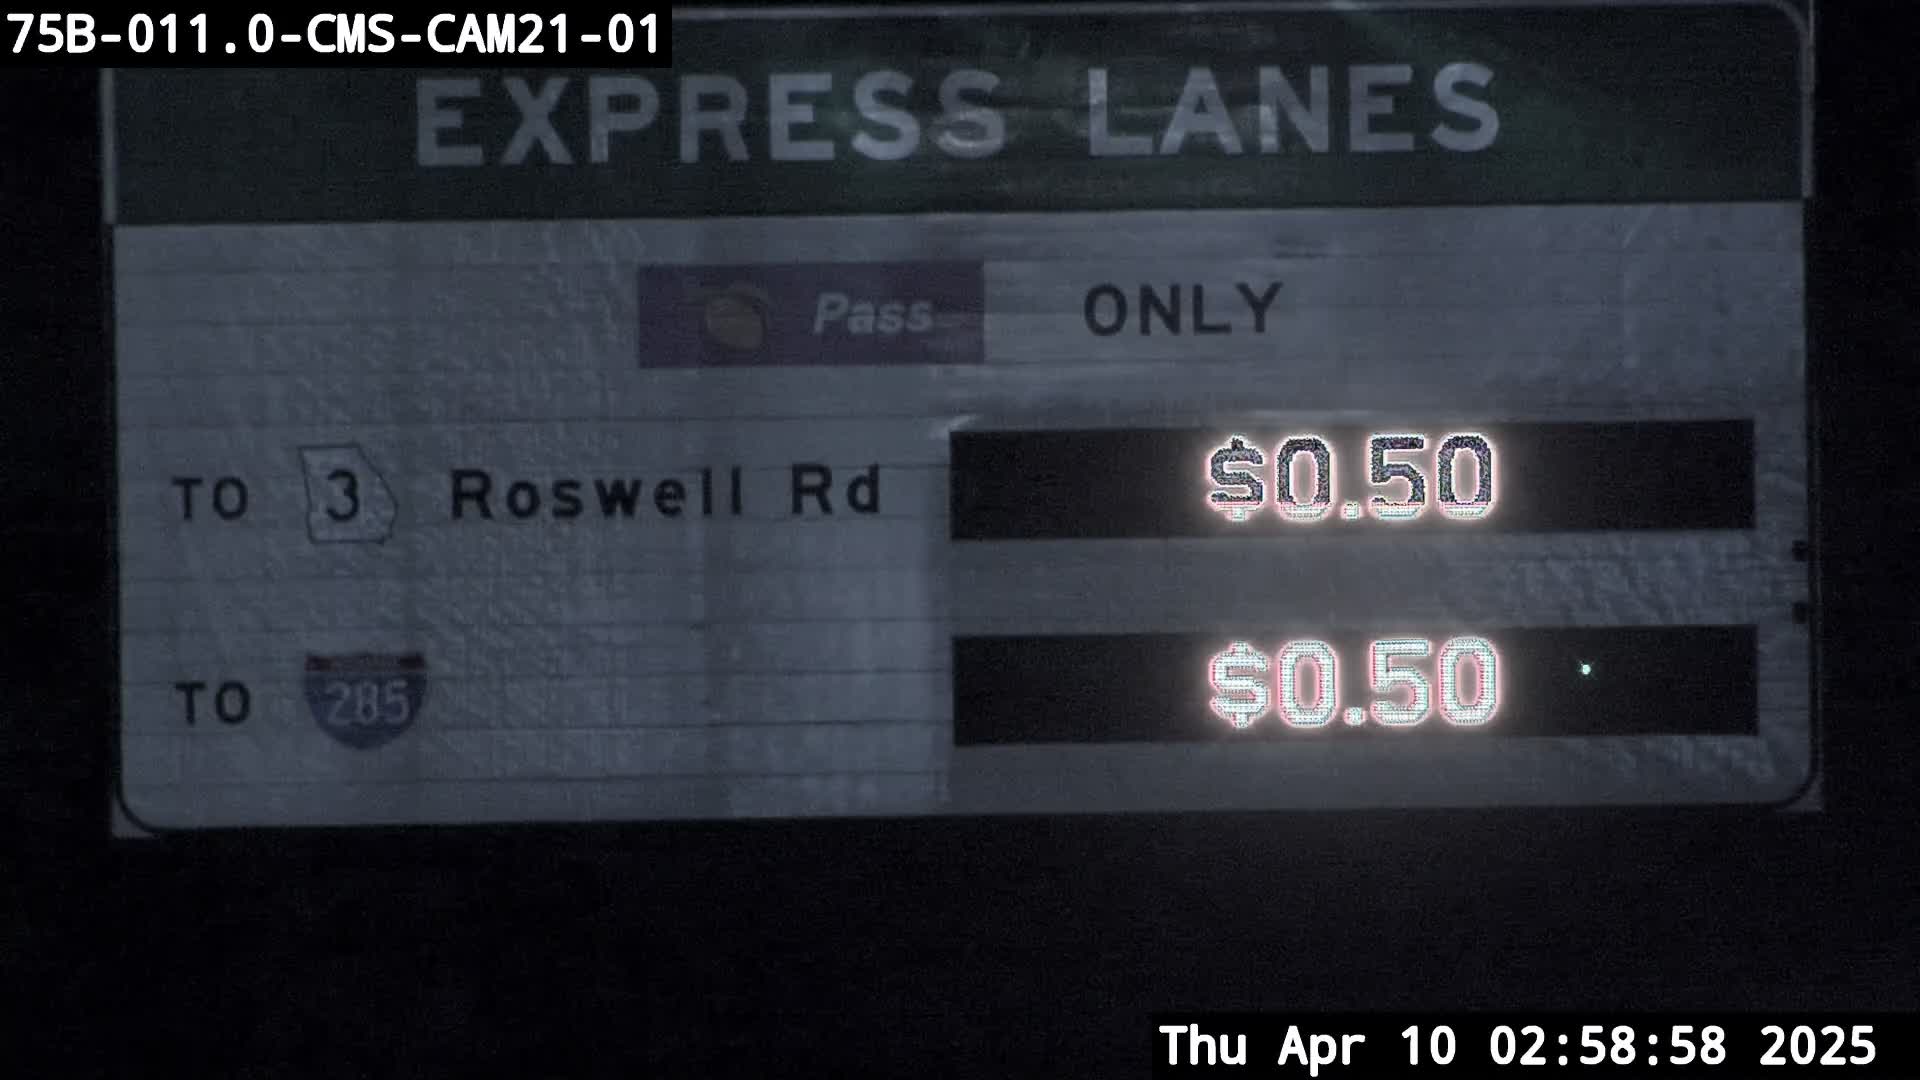 75B-011.0-CMS-CAM21-01
EXPRESS LANES
Pass ONLY
TO 3 Roswell Rd $0.50
TO 285 $0.50
Thu Apr 10 02:58:58 2025